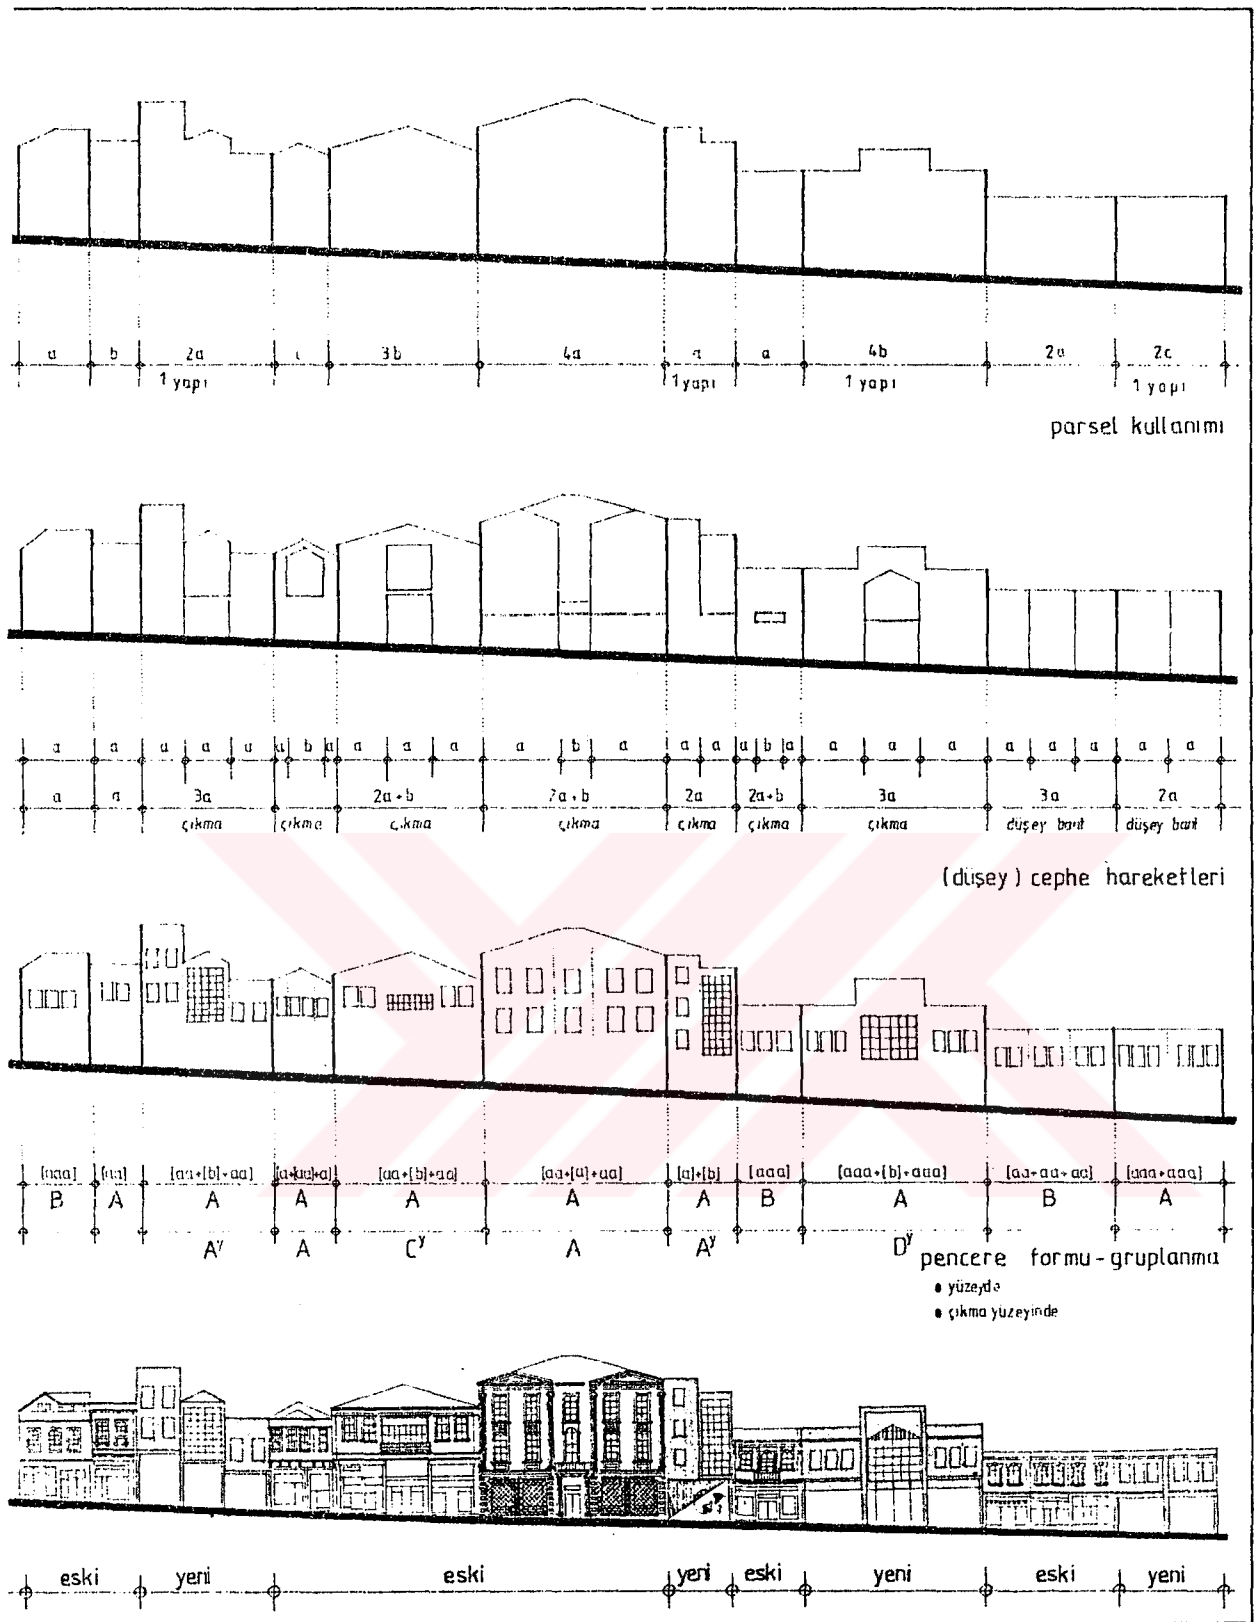 a b 2a 3b 4a a a 4b 2a 2c
1 yapı 1 yapı 1 yapı 1 yapı
parsel kullanımı
a a a a a a b a a a a a b a a a a b a a a a a a a a a
a a 3a 2a+b 2a+b 2a 2a+b 3a 3a 2a
çıkma çıkma çıkma çıkma çıkma çıkma çıkma düşey bant düşey bant
(düşey) cephe hareketleri
[aaa] [aa] [aa+[b]+aa] [a+[aa]+a] [aa+[b]+aa] [aa+[a]+aa] [a]+[b] [aaa] [aaa+[b]+aaa] [aa+aa+aa] [aaa+aaa]
B A A A A A A B A B A
Aʸ A Cʸ A Aʸ Dʸ
pencere formu-gruplanma
• yüzeyde
• çıkma yüzeyinde
eski yeni eski yeni eski yeni eski yeni